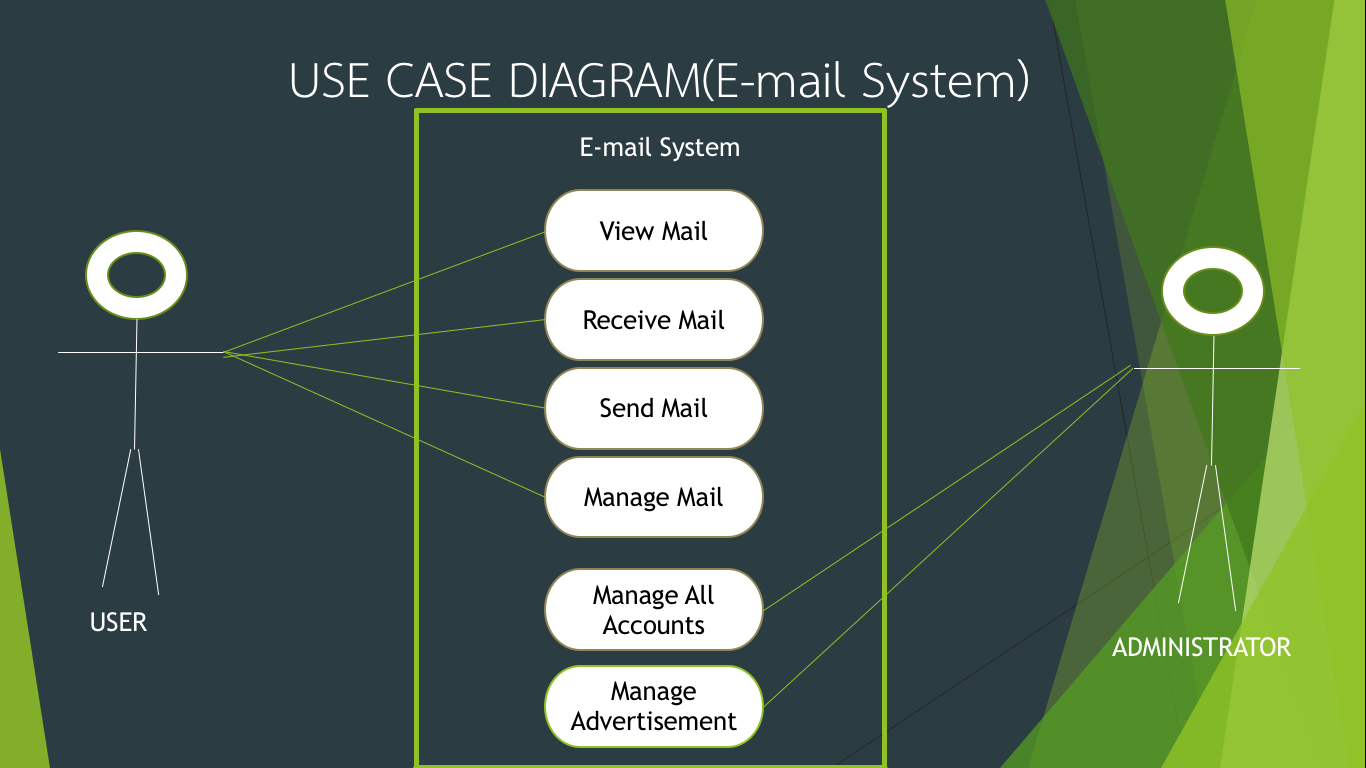 USE CASE DIAGRAM(E-mail System)
E-mail System
View Mail
Receive Mail
Send Mail
Manage Mail
Manage All
Accounts
Manage
Advertisement
USER
ADMINISTRATOR